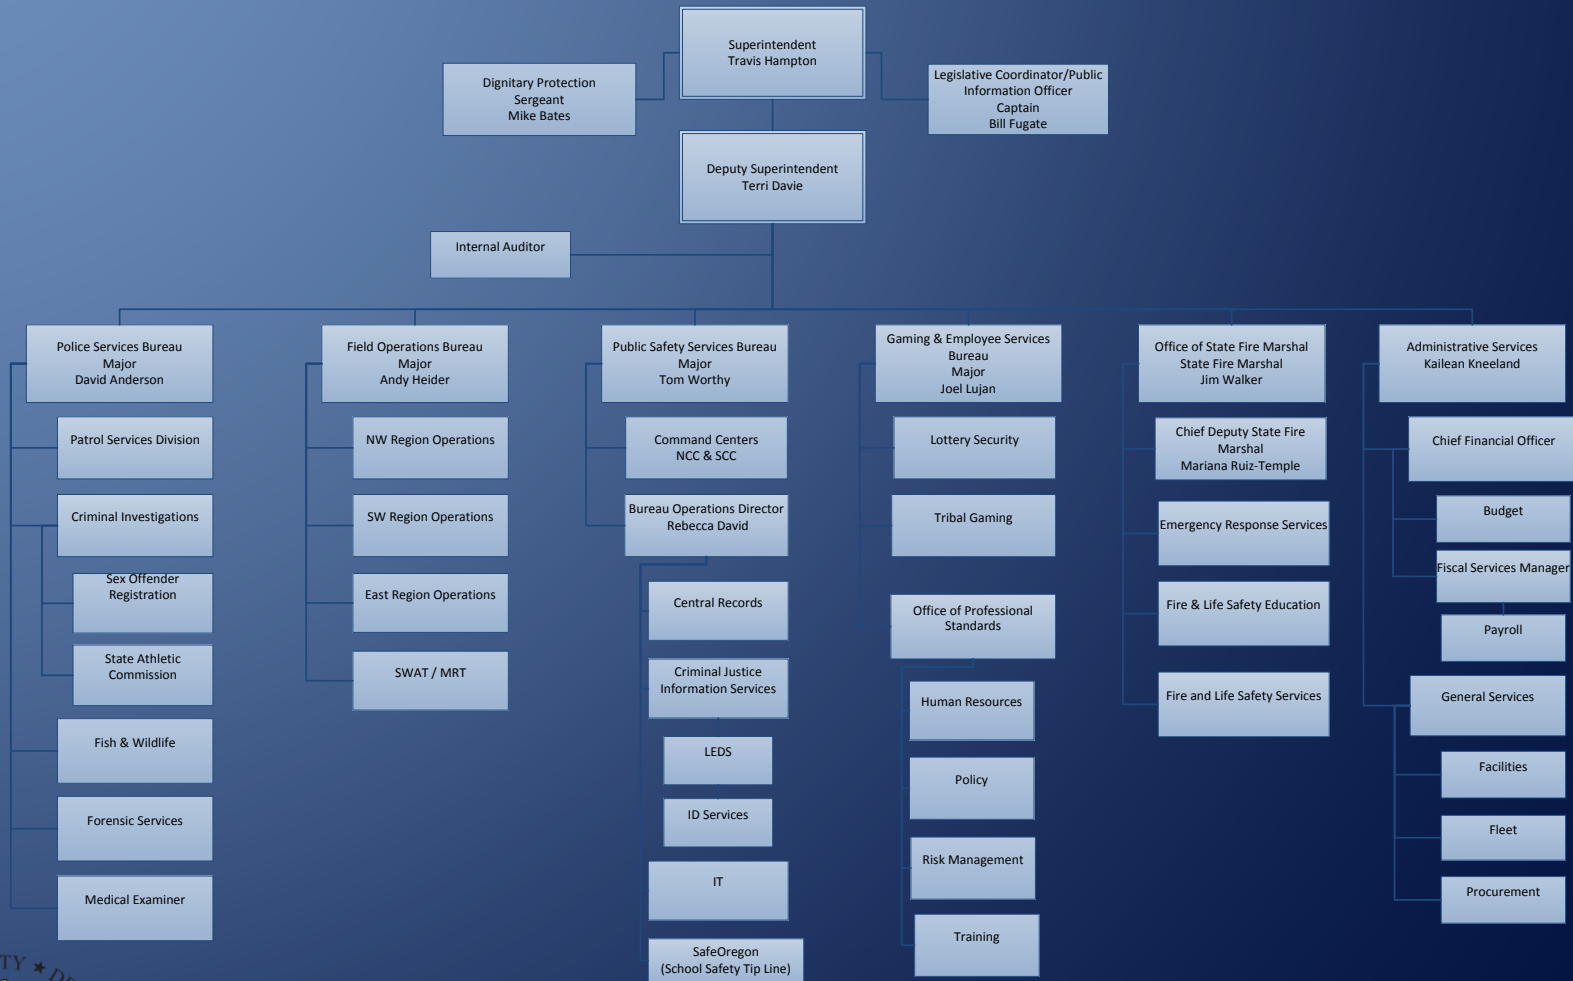 Superintendent
Travis Hampton
Dignitary Protection
Sergeant
Mike Bates
Legislative Coordinator/Public
Information Officer
Captain
Bill Fugate
Deputy Superintendent
Terri Davie
Internal Auditor
Police Services Bureau
Major
David Anderson
Patrol Services Division
Criminal Investigations
Sex Offender
Registration
State Athletic
Commission
Fish & Wildlife
Forensic Services
Medical Examiner
Field Operations Bureau
Major
Andy Heider
NW Region Operations
SW Region Operations
East Region Operations
SWAT / MRT
Public Safety Services Bureau
Major
Tom Worthy
Command Centers
NCC & SCC
Bureau Operations Director
Rebecca David
Central Records
Criminal Justice
Information Services
LEDS
ID Services
IT
SafeOregon
(School Safety Tip Line)
Gaming & Employee Services
Bureau
Major
Joel Lujan
Lottery Security
Tribal Gaming
Office of Professional
Standards
Human Resources
Policy
Risk Management
Training
Office of State Fire Marshal
State Fire Marshal
Jim Walker
Chief Deputy State Fire
Marshal
Mariana Ruiz-Temple
Emergency Response Services
Fire & Life Safety Education
Fire and Life Safety Services
Administrative Services
Kailean Kneeland
Chief Financial Officer
Budget
Fiscal Services Manager
Payroll
General Services
Facilities
Fleet
Procurement